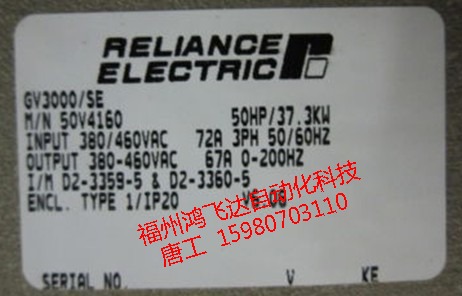 RELIANCE
ELECTRIC
GV3000/SE
M/N 50V4160 50HP/37.3KW
INPUT 380/460VAC 72A 3PH 50/60HZ
OUTPUT 380-460VAC 67A 0-200HZ
I/M D2-3359-5 & D2-3360-5
ENCL. TYPE 1/IP20 V6.06
福州鸿飞达自动化科技
唐工 15980703110
SERIAL NO. V KE